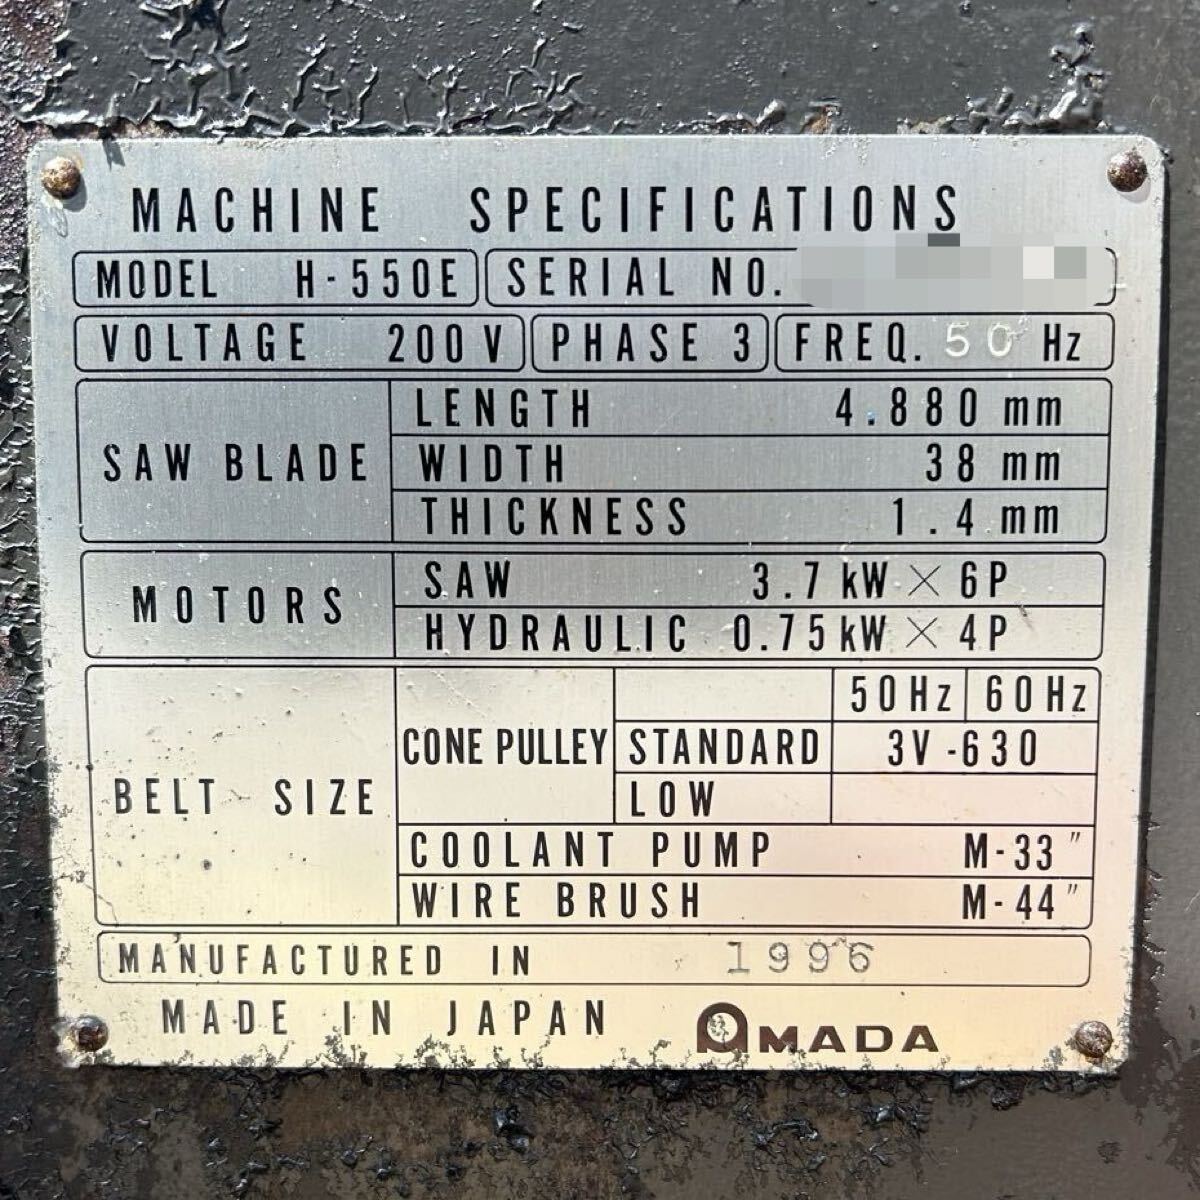 MACHINE SPECIFICATIONS
MODEL H-550E SERIAL NO.
VOLTAGE 200V PHASE 3 FREQ. 50 Hz
SAW BLADE
LENGTH 4.880 mm
WIDTH 38 mm
THICKNESS 1.4 mm
MOTORS
SAW 3.7 kW × 6P
HYDRAULIC 0.75 kW × 4P
BELT SIZE
CONE PULLEY
50Hz 60Hz
STANDARD 3V-630
LOW
COOLANT PUMP M-33"
WIRE BRUSH M-44"
MANUFACTURED IN 1996
MADE IN JAPAN AMADA